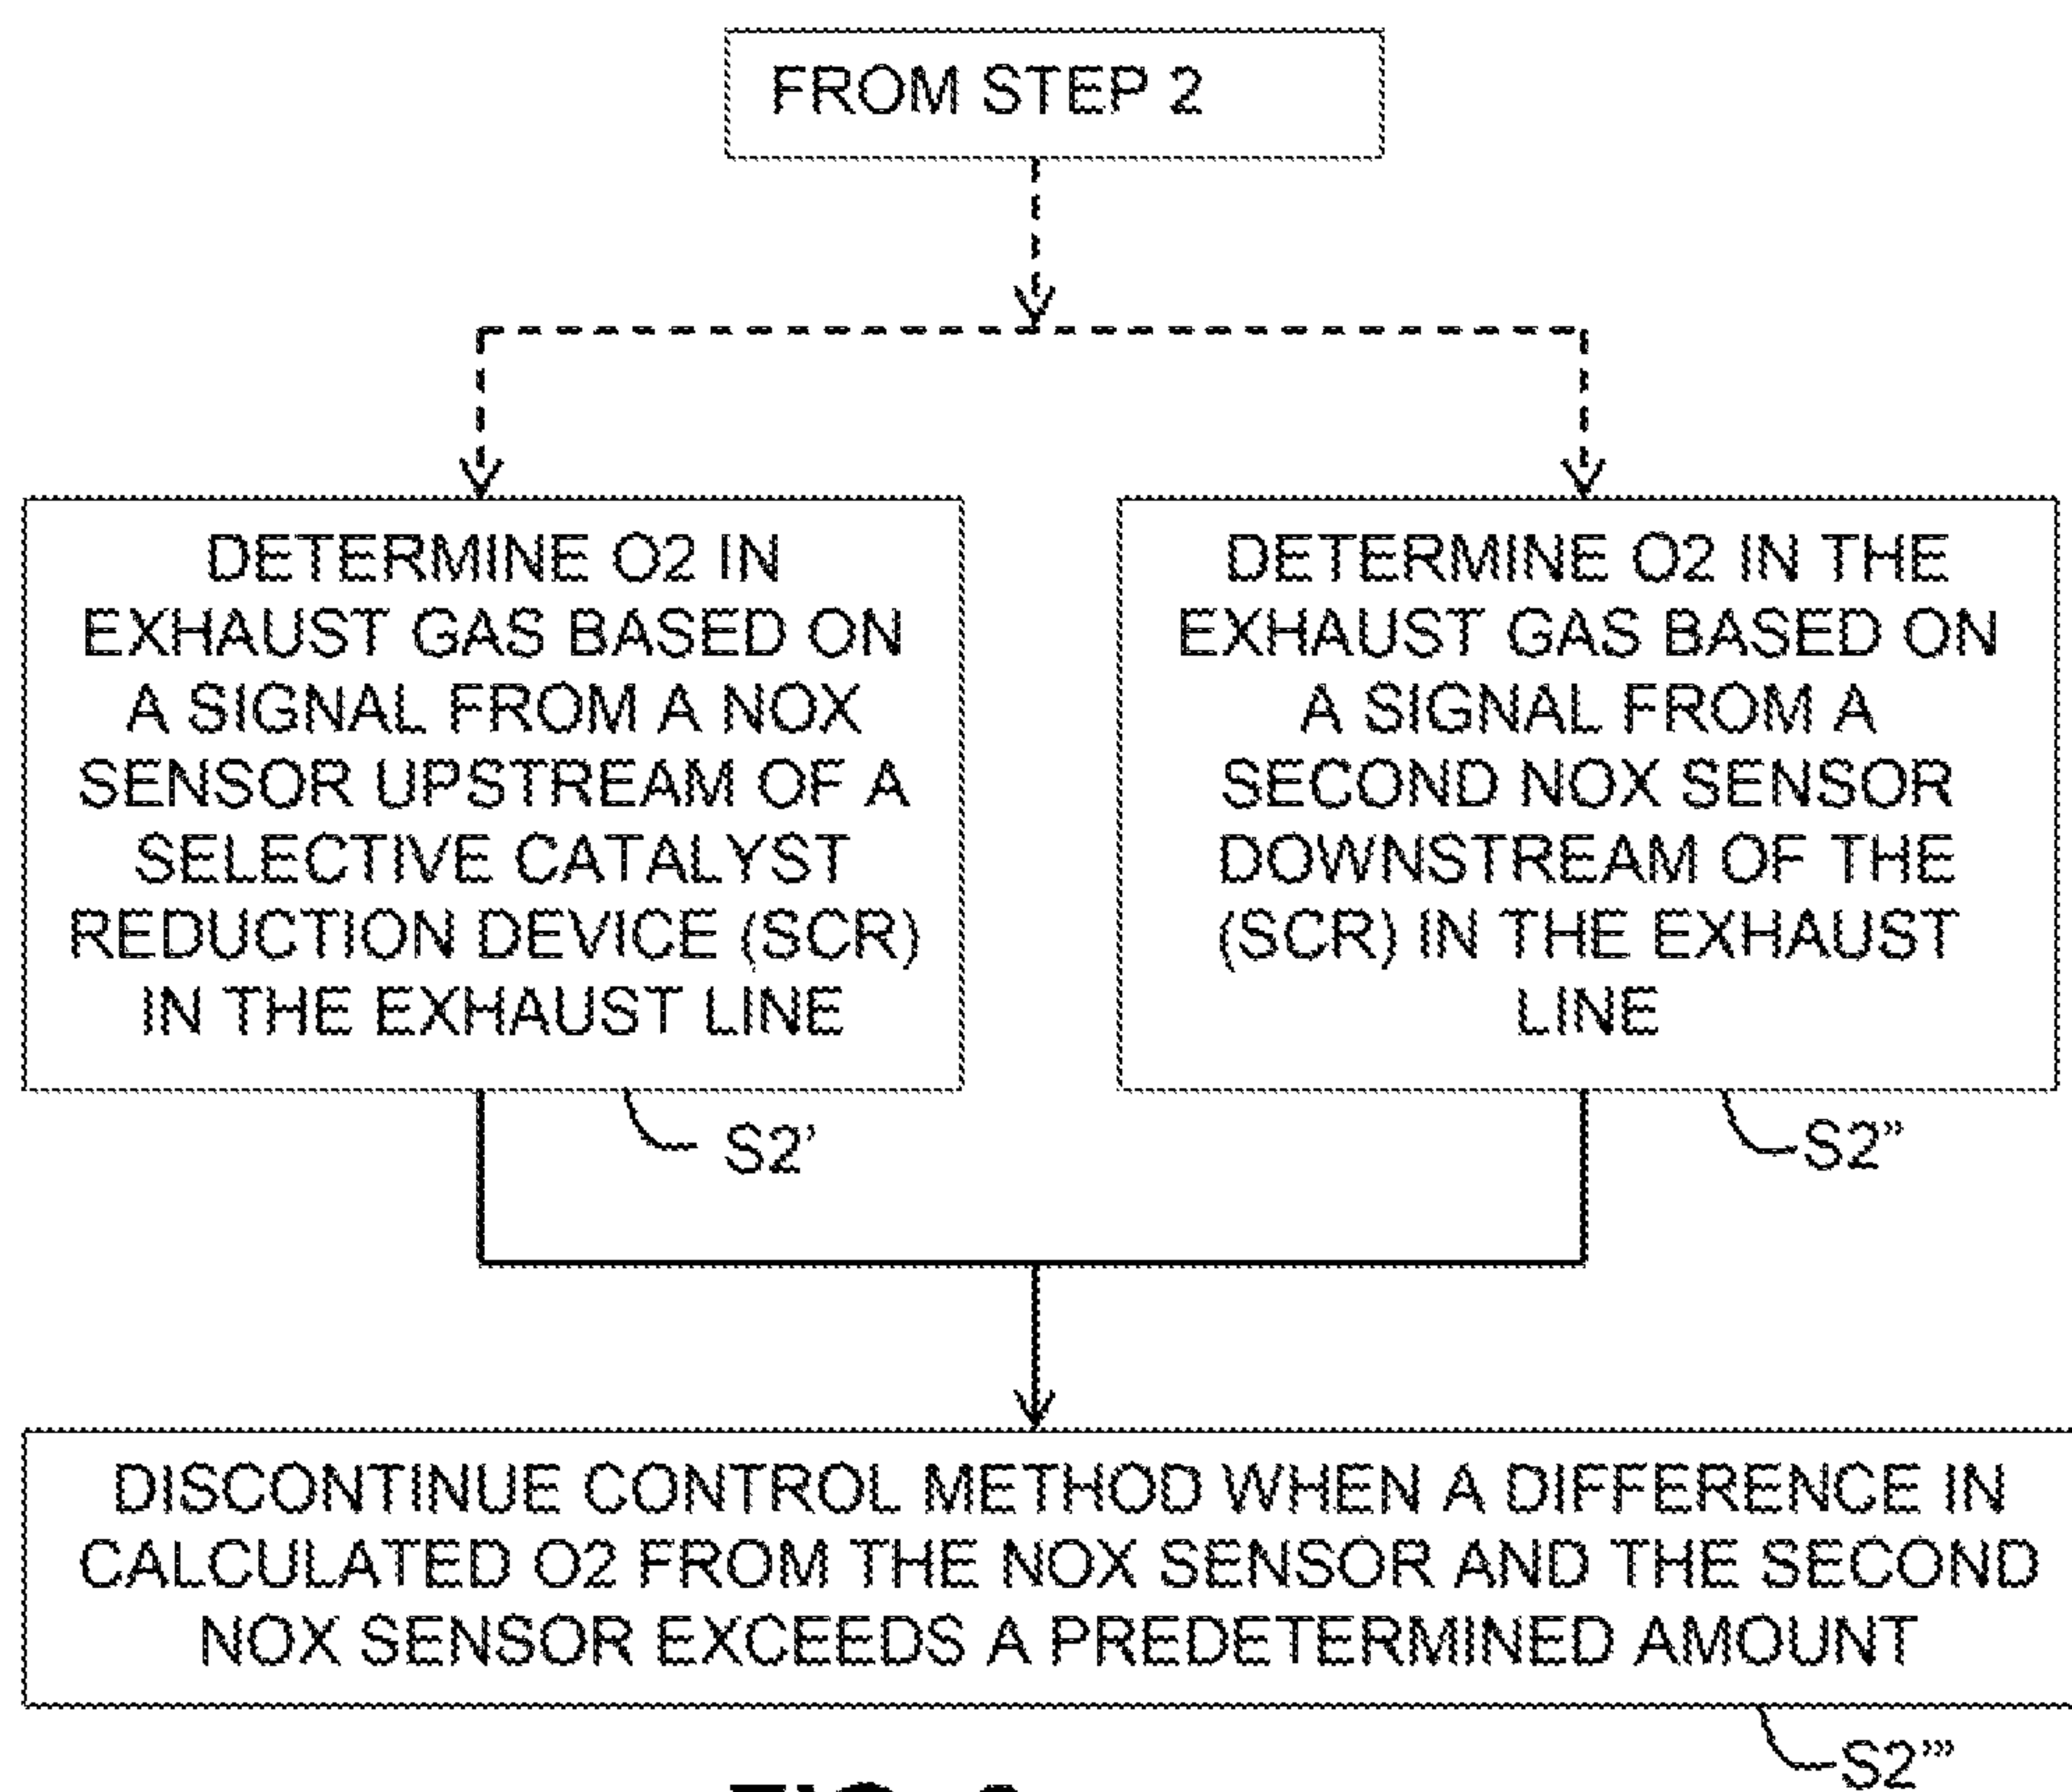 FROM STEP 2
DETERMINE O2 IN
EXHAUST GAS BASED ON
A SIGNAL FROM A NOX
SENSOR UPSTREAM OF A
SELECTIVE CATALYST
REDUCTION DEVICE (SCR)
IN THE EXHAUST LINE
S2'
DETERMINE O2 IN THE
EXHAUST GAS BASED ON
A SIGNAL FROM A
SECOND NOX SENSOR
DOWNSTREAM OF THE
(SCR) IN THE EXHAUST
LINE
S2"
DISCONTINUE CONTROL METHOD WHEN A DIFFERENCE IN
CALCULATED O2 FROM THE NOX SENSOR AND THE SECOND
NOX SENSOR EXCEEDS A PREDETERMINED AMOUNT
S2"'